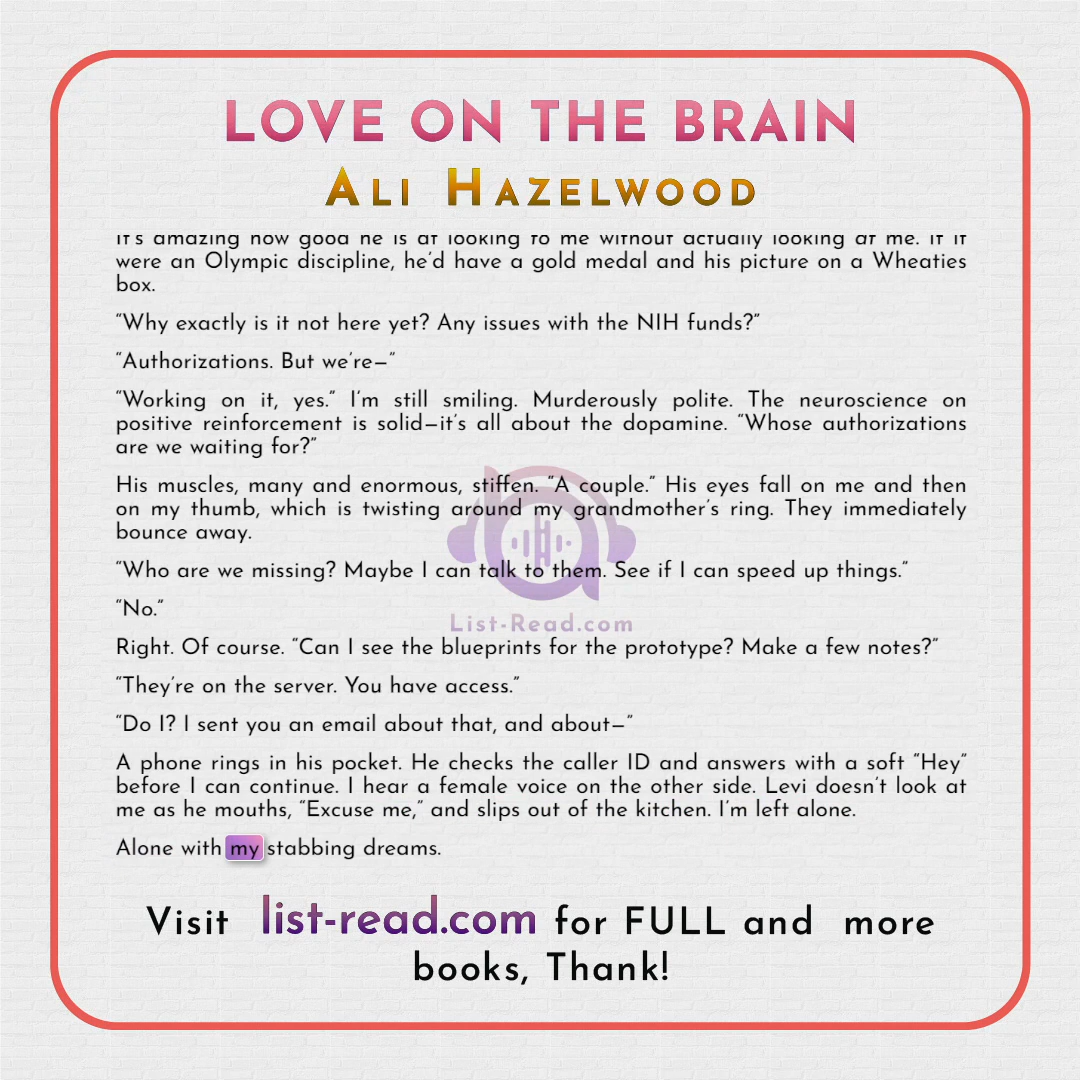 LOVE ON THE BRAIN
ALI HAZELWOOD
It's amazing how good he is at looking to me without actually looking at me. If it
were an Olympic discipline, he'd have a gold medal and his picture on a Wheaties
box.
“Why exactly is it not here yet? Any issues with the NIH funds?”
“Authorizations. But we're—“
“Working on it, yes.” I'm still smiling. Murderously polite. The neuroscience on
positive reinforcement is solid—it's all about the dopamine. “Whose authorizations
are we waiting for?”
His muscles, many and enormous, stiffen. “A couple.” His eyes fall on me and then
on my thumb, which is twisting around my grandmother's ring. They immediately
bounce away.
“Who are we missing? Maybe I can talk to them. See if I can speed up things.”
“No.”
List-Read.com
Right. Of course. “Can I see the blueprints for the prototype? Make a few notes?”
“They're on the server. You have access.”
“Do I? I sent you an email about that, and about—”
A phone rings in his pocket. He checks the caller ID and answers with a soft “Hey”
before I can continue. I hear a female voice on the other side. Levi doesn't look at
me as he mouths, “Excuse me,” and slips out of the kitchen. I'm left alone.
Alone with my stabbing dreams.
Visit list-read.com for FULL and more
books, Thank!